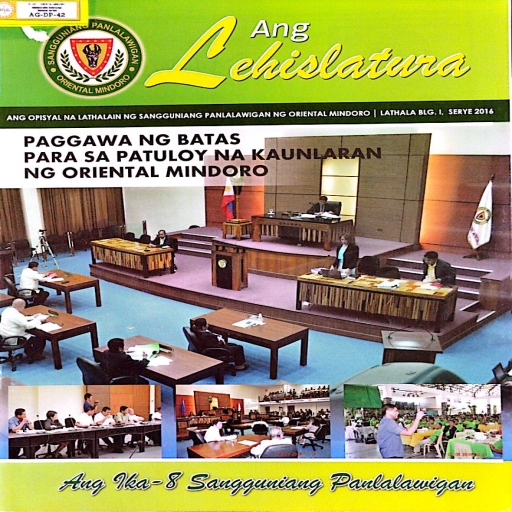 AG-DP-42
SANGGUNIANG PANLALAWIGAN
ORIENTAL MINDORO
Ang
Lehislatura
ANG OPISYAL NA LATHALAIN NG SANGGUNIANG PANLALAWIGAN NG ORIENTAL MINDORO | LATHALA BLG. I, SERYE 2016
PAGGAWA NG BATAS
PARA SA PATULOY NA KAUNLARAN
NG ORIENTAL MINDORO
Ang Ika-8 Sangguniang Panlalawigan